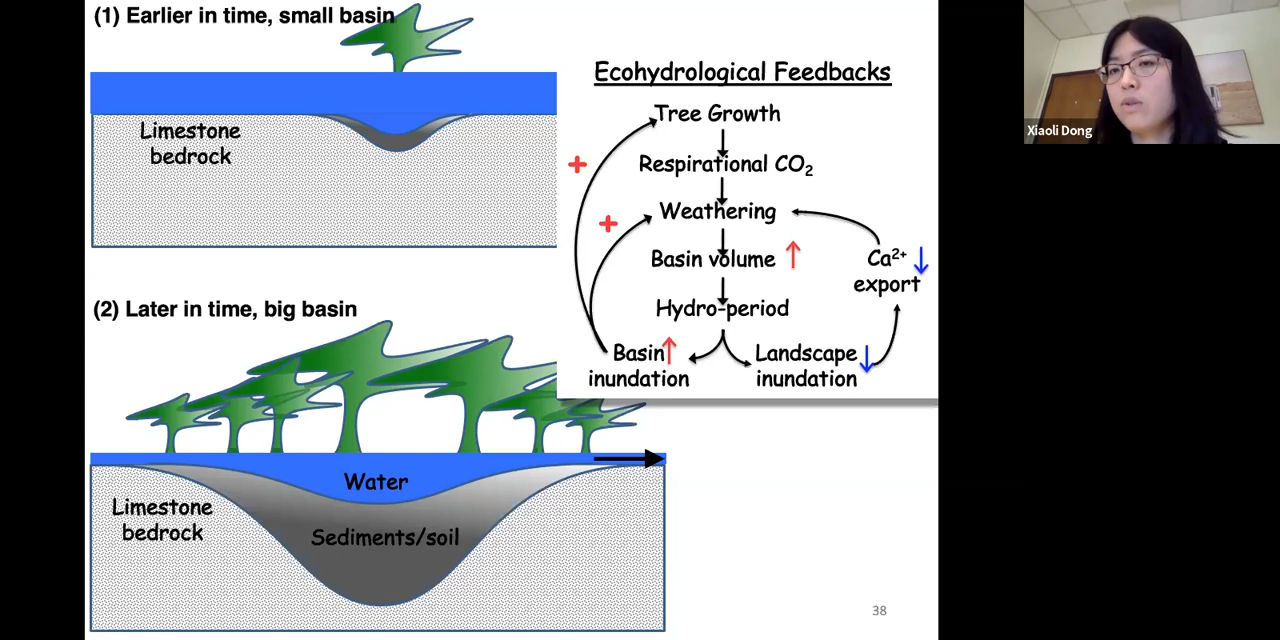 (1) Earlier in time, small basin
Limestone
bedrock
Ecohydrological Feedbacks
Tree Growth
Respirational CO₂
Weathering
Basin volume
Hydro-period
Basin
inundation
Landscape
inundation
Ca²⁺
export
+
+
(2) Later in time, big basin
Water
Limestone
bedrock
Sediments/soil
38
Xiaoli Dong